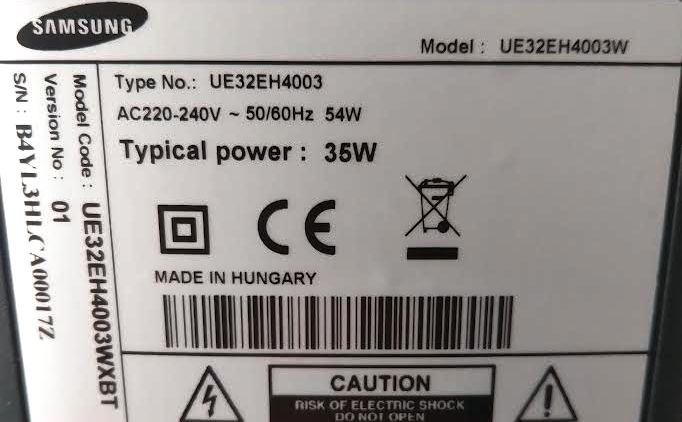 SAMSUNG
Model : UE32EH4003W
Type No.: UE32EH4003
AC220-240V ~ 50/60Hz 54W
Typical power : 35W
MADE IN HUNGARY
CAUTION
RISK OF ELECTRIC SHOCK
DO NOT OPEN
Model Code : UE32EH4003WXBT
Version No : 01
S/N : B4YL3HLCA00017Z